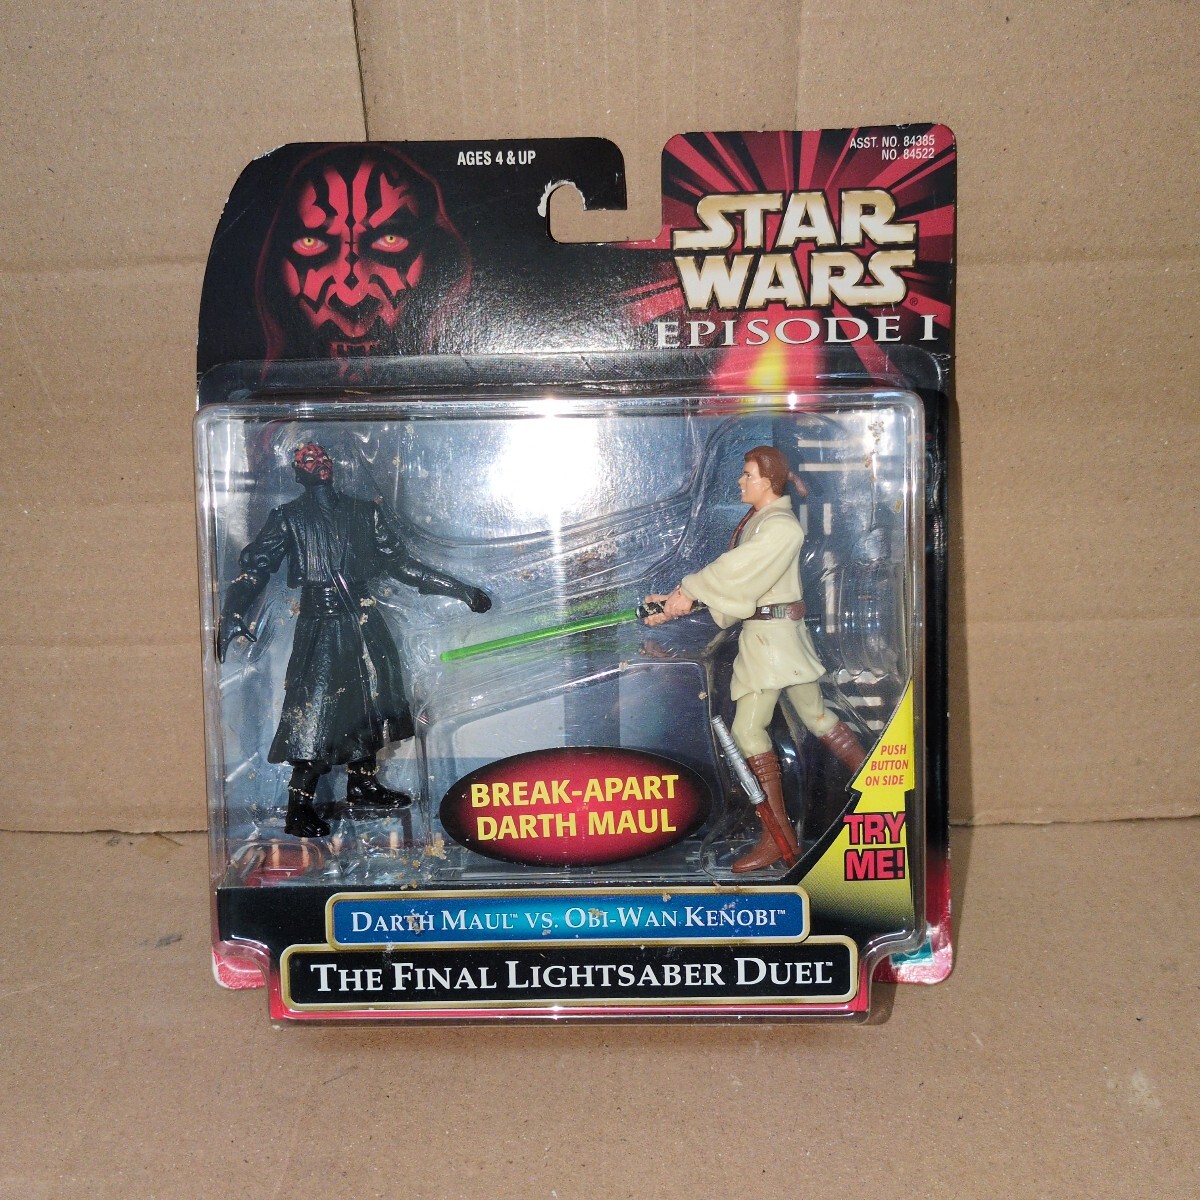 AGES 4 & UP
ASST. NO. 84385
NO. 84522
STAR
WARS®
EPISODE I
BREAK-APART
DARTH MAUL
PUSH
BUTTON
ON SIDE
TRY
ME!
DARTH MAUL™ VS. OBI-WAN KENOBI™
THE FINAL LIGHTSABER DUEL™